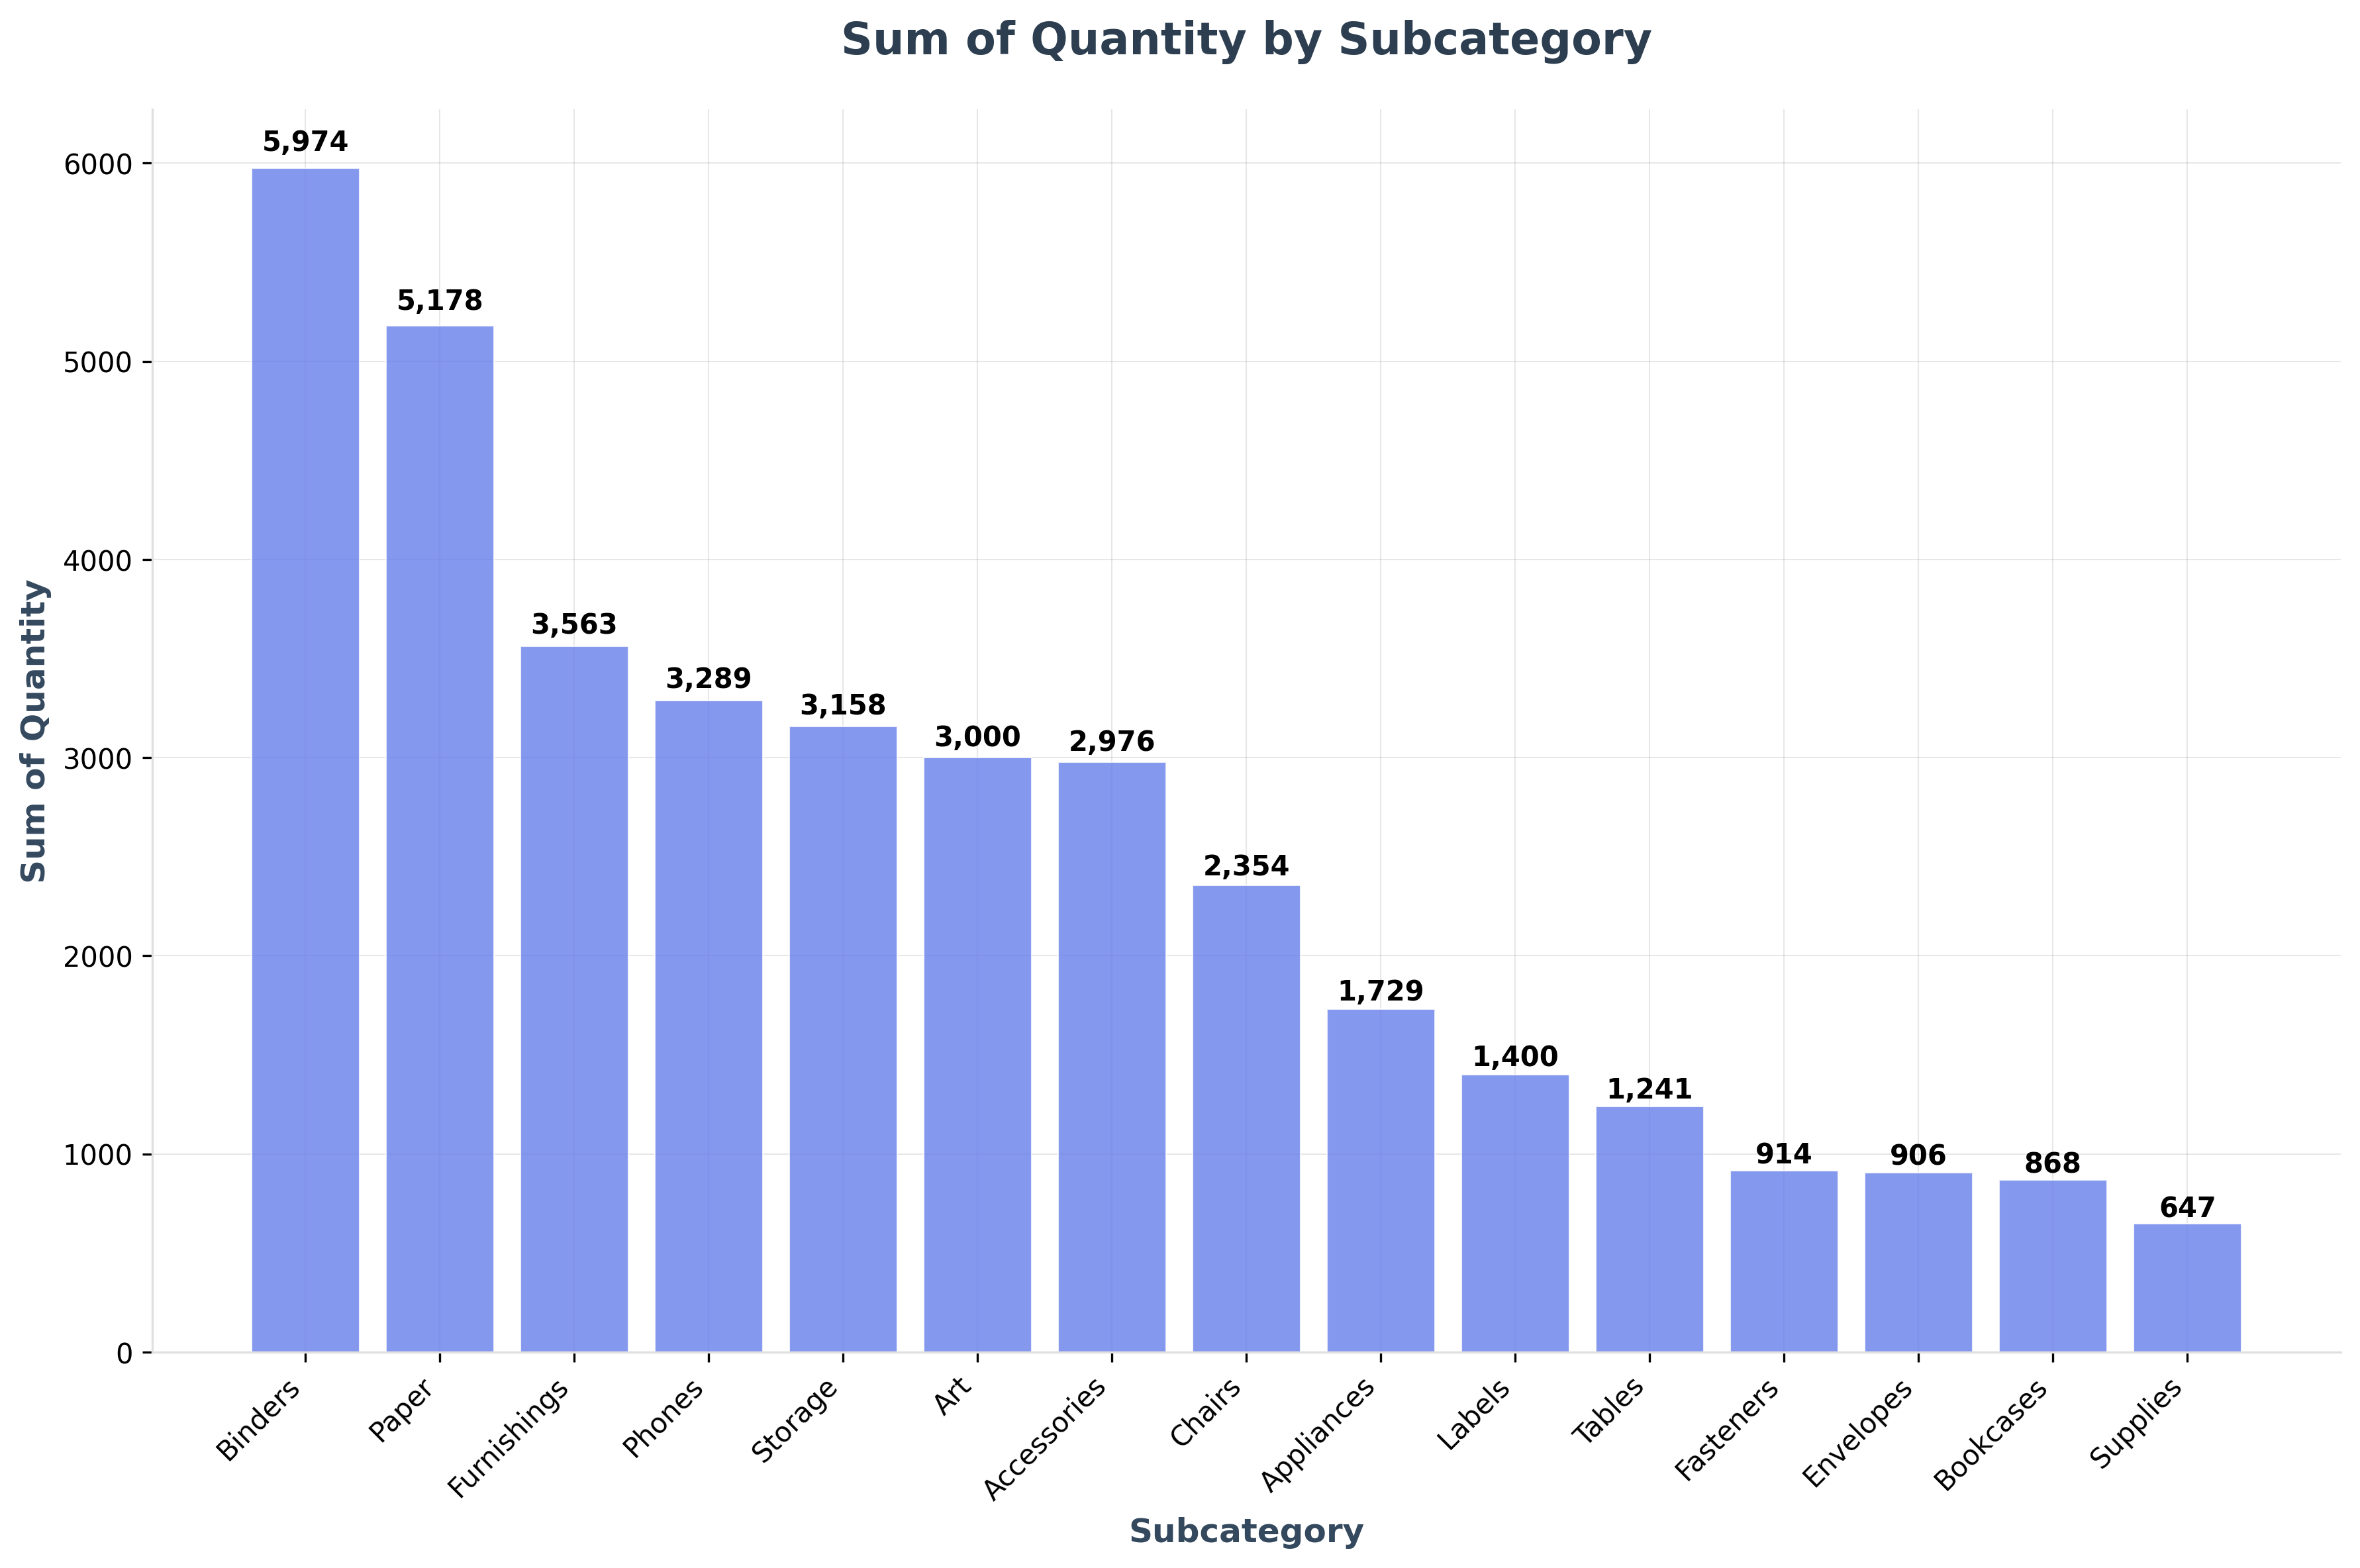 Sum of Quantity by Subcategory
Sum of Quantity
6000
5000
4000
3000
2000
1000
0
5,974
5,178
3,563
3,289
3,158
3,000
2,976
2,354
1,729
1,400
1,241
914
906
868
647
Binders
Paper
Furnishings
Phones
Storage
Art
Accessories
Chairs
Appliances
Labels
Tables
Fasteners
Envelopes
Bookcases
Supplies
Subcategory